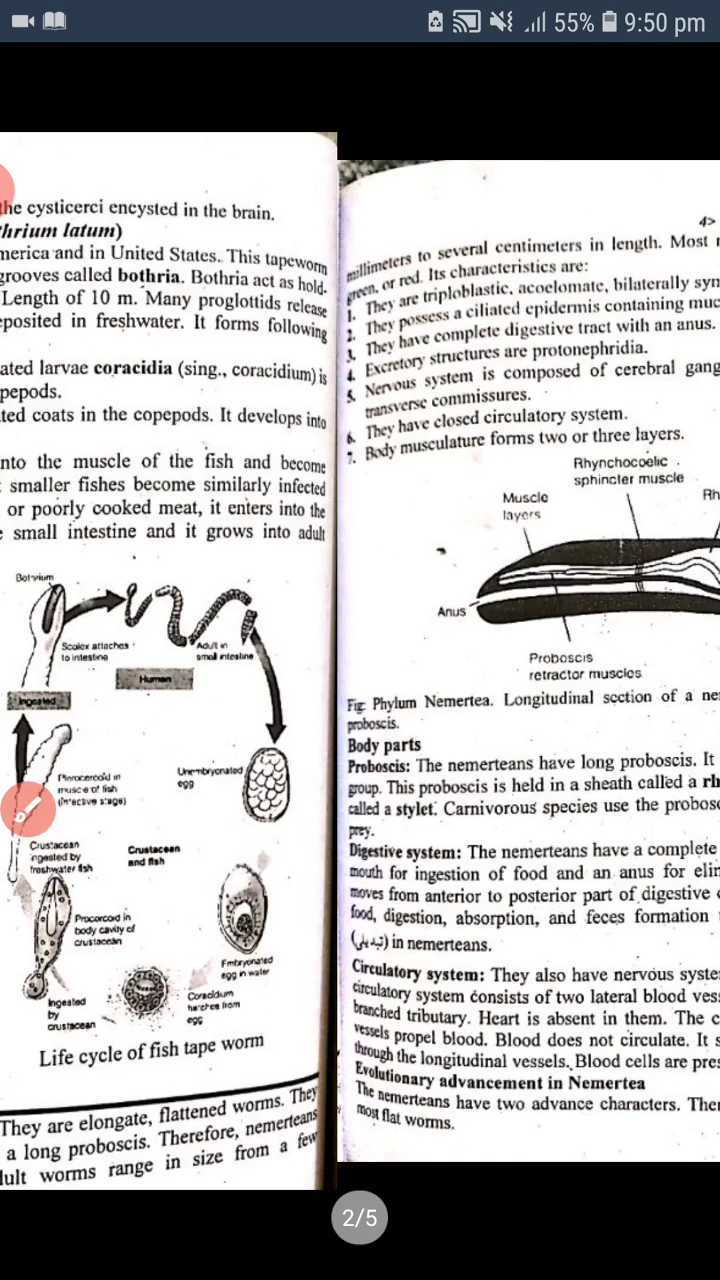 55% 9:50 pm
the cysticerci encysted in the brain.
thrium latum)
merica and in United States. This tapeworm
grooves called bothria. Bothria act as hold-
Length of 10 m. Many proglottids release
eposited in freshwater. It forms following
ated larvae coracidia (sing., coracidium) is
pepods.
ted coats in the copepods. It develops into
nto the muscle of the fish and become
smaller fishes become similarly infected
or poorly cooked meat, it enters into the
small intestine and it grows into adult
Botvium
Scolex attaches
to intestine
Adult in
small intestine
Human
Ingested
Plerocercoid in
muscle of fish
(infective stage)
Unembryonated
egg
Crustacean
ingested by
freshwater fish
Crustacean
and fish
Procercoid in
body cavity of
crustacean
Embryonated
egg in water
Ingested
by
crustacean
Coracidium
hatches from
egg
Life cycle of fish tape worm
They are elongate, flattened worms. They
a long proboscis. Therefore, nemerteans
dult worms range in size from a few
4>
millimeters to several centimeters in length. Most
green, or red. Its characteristics are:
1. They are triploblastic, acoelomate, bilaterally sym
2. They possess a ciliated epidermis containing muc
3. They have complete digestive tract with an anus.
4. Excretory structures are protonephridia.
5. Nervous system is composed of cerebral gang
transverse commissures.
6. They have closed circulatory system.
7. Body musculature forms two or three layers.
Rhynchocoelic
sphincter muscle
Muscle
layers
Rh
Anus
Proboscis
retractor muscles
Fig: Phylum Nemertea. Longitudinal section of a ne
proboscis.
Body parts
Proboscis: The nemerteans have long proboscis. It
group. This proboscis is held in a sheath called a rh
called a stylet. Carnivorous species use the probosc
prey.
Digestive system: The nemerteans have a complete
mouth for ingestion of food and an anus for elim
moves from anterior to posterior part of digestive
food, digestion, absorption, and feces formation
(تبدیلی) in nemerteans.
Circulatory system: They also have nervous syste
circulatory system consists of two lateral blood vess
branched tributary. Heart is absent in them. The c
vessels propel blood. Blood does not circulate. It s
through the longitudinal vessels. Blood cells are pres
Evolutionary advancement in Nemertea
The nemerteans have two advance characters. Ther
most flat worms.
2/5